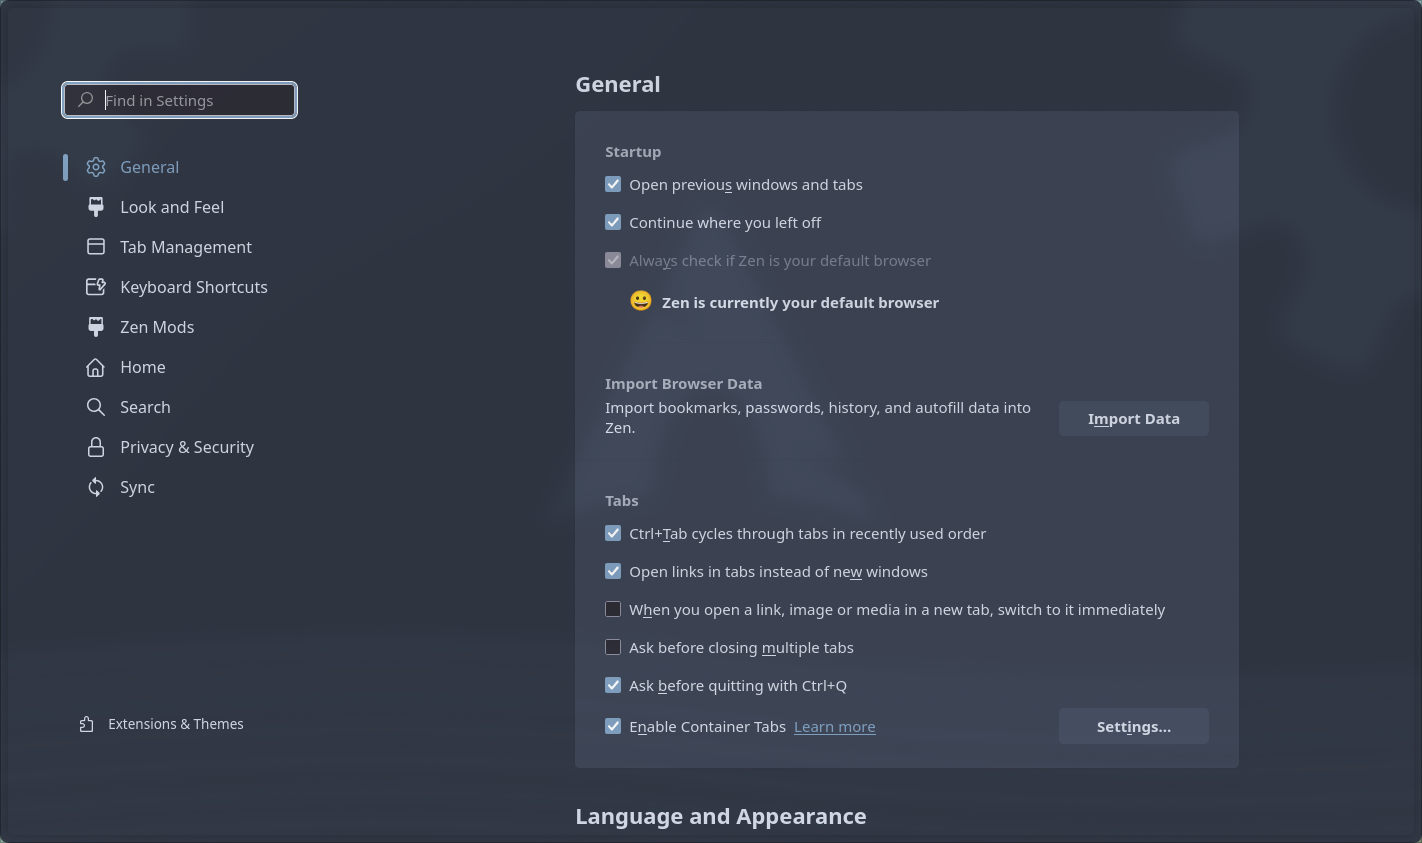 Find in Settings
General
Look and Feel
Tab Management
Keyboard Shortcuts
Zen Mods
Home
Search
Privacy & Security
Sync
Extensions & Themes
General
Startup
Open previous windows and tabs
Continue where you left off
Always check if Zen is your default browser
😀 Zen is currently your default browser
Import Browser Data
Import bookmarks, passwords, history, and autofill data into
Zen.
Import Data
Tabs
Ctrl+Tab cycles through tabs in recently used order
Open links in tabs instead of new windows
When you open a link, image or media in a new tab, switch to it immediately
Ask before closing multiple tabs
Ask before quitting with Ctrl+Q
Enable Container Tabs Learn more
Settings…
Language and Appearance